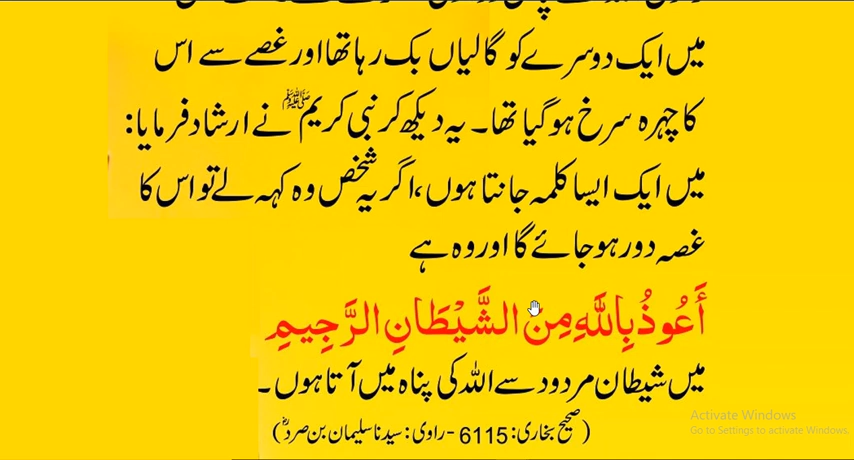 میں ایک دوسرے کو گالیاں بک رہا تھا اور غصے سے اس
کا چہرہ سرخ ہو گیا تھا۔ یہ دیکھ کر نبی کریم ﷺ نے ارشاد فرمایا:
میں ایک ایسا کلمہ جانتا ہوں، اگر یہ شخص وہ کہہ لے تو اس کا
غصہ دور ہو جائے گا اور وہ ہے
أَعُوذُ بِاللَّهِ مِنَ الشَّيْطَانِ الرَّجِيمِ
میں شیطان مردود سے اللہ کی پناہ میں آتا ہوں۔
(صحیح بخاری: 6115 - راوی: سیدنا سلیمان بن صردؓ)
Activate Windows
Go to Settings to activate Windows.